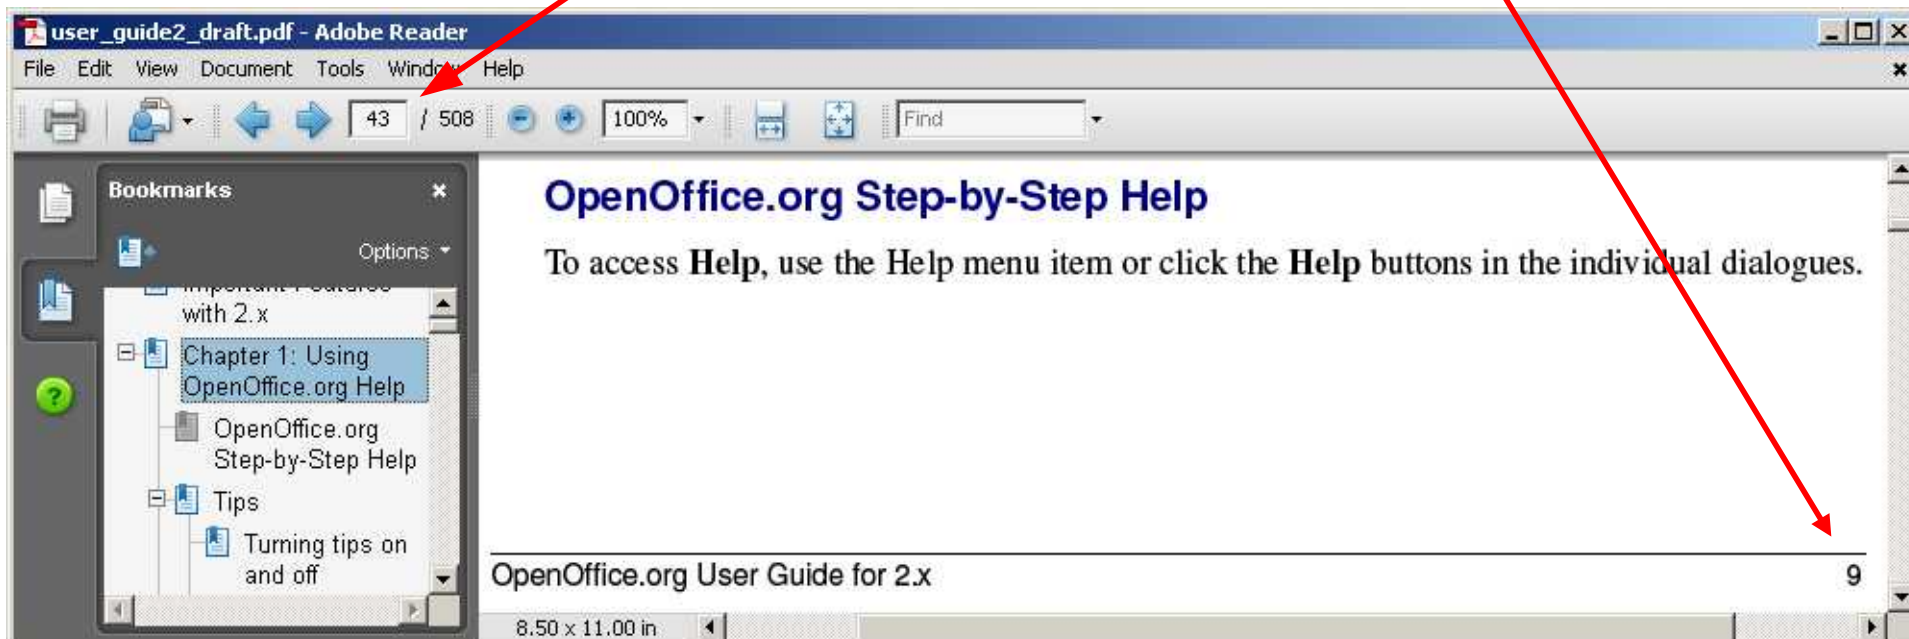 user_guide2_draft.pdf - Adobe Reader
File Edit View Document Tools Window Help
43 / 508 100% Find
Bookmarks
Options
Important Features
with 2.x
Chapter 1: Using
OpenOffice.org Help
OpenOffice.org
Step-by-Step Help
Tips
Turning tips on
and off
OpenOffice.org Step-by-Step Help
To access Help, use the Help menu item or click the Help buttons in the individual dialogues.
OpenOffice.org User Guide for 2.x 9
8.50 x 11.00 in